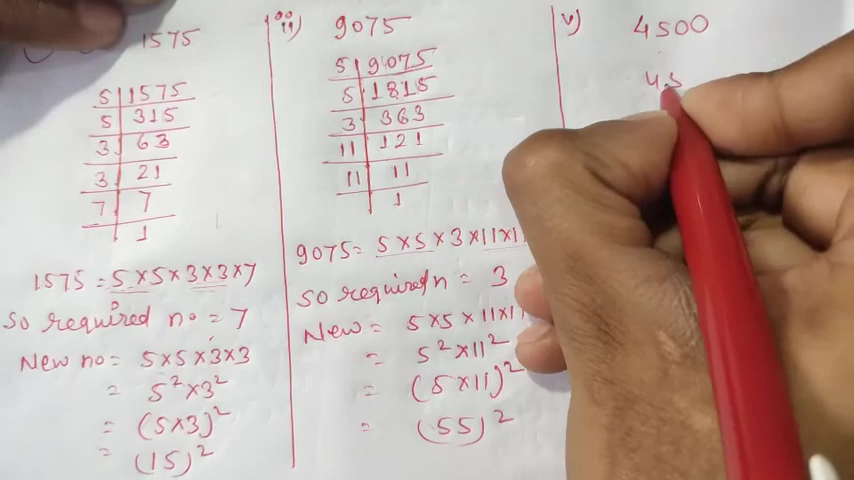 1575
5 | 1575
5 | 315
3 | 63
3 | 21
7 | 7
1
1575 = 5 × 5 × 3 × 3 × 7
So required no = 7
New no = 5 × 5 × 3 × 3
= 5² × 3²
= (5 × 3)²
= (15)²
iii) 9075
5 | 9075
5 | 1815
3 | 363
11 | 121
11 | 11
1
9075 = 5 × 5 × 3 × 11 × 1
So required n = 3
New = 5 × 5 × 11 × 11
= 5² × 11²
= (5 × 11)²
= (55)²
v) 4500
45